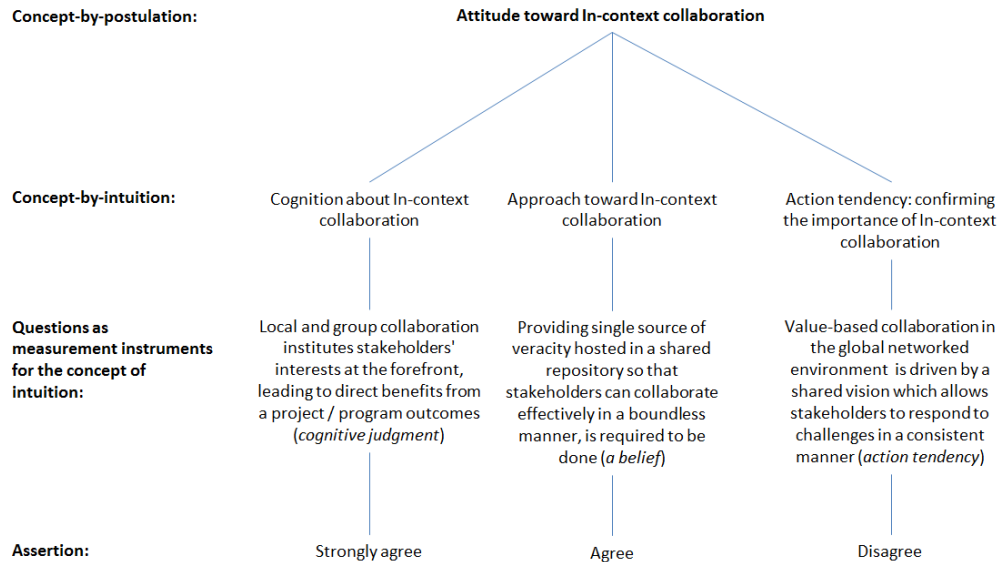 Concept-by-postulation:
Attitude toward In-context collaboration
Concept-by-intuition:
Cognition about In-context
collaboration
Approach toward In-context
collaboration
Action tendency: confirming
the importance of In-context
collaboration
Questions as
measurement instruments
for the concept of
intuition:
Local and group collaboration
institutes stakeholders'
interests at the forefront,
leading to direct benefits from
a project / program outcomes
(cognitive judgment)
Providing single source of
veracity hosted in a shared
repository so that
stakeholders can collaborate
effectively in a boundless
manner, is required to be
done (a belief)
Value-based collaboration in
the global networked
environment is driven by a
shared vision which allows
stakeholders to respond to
challenges in a consistent
manner (action tendency)
Assertion:
Strongly agree
Agree
Disagree